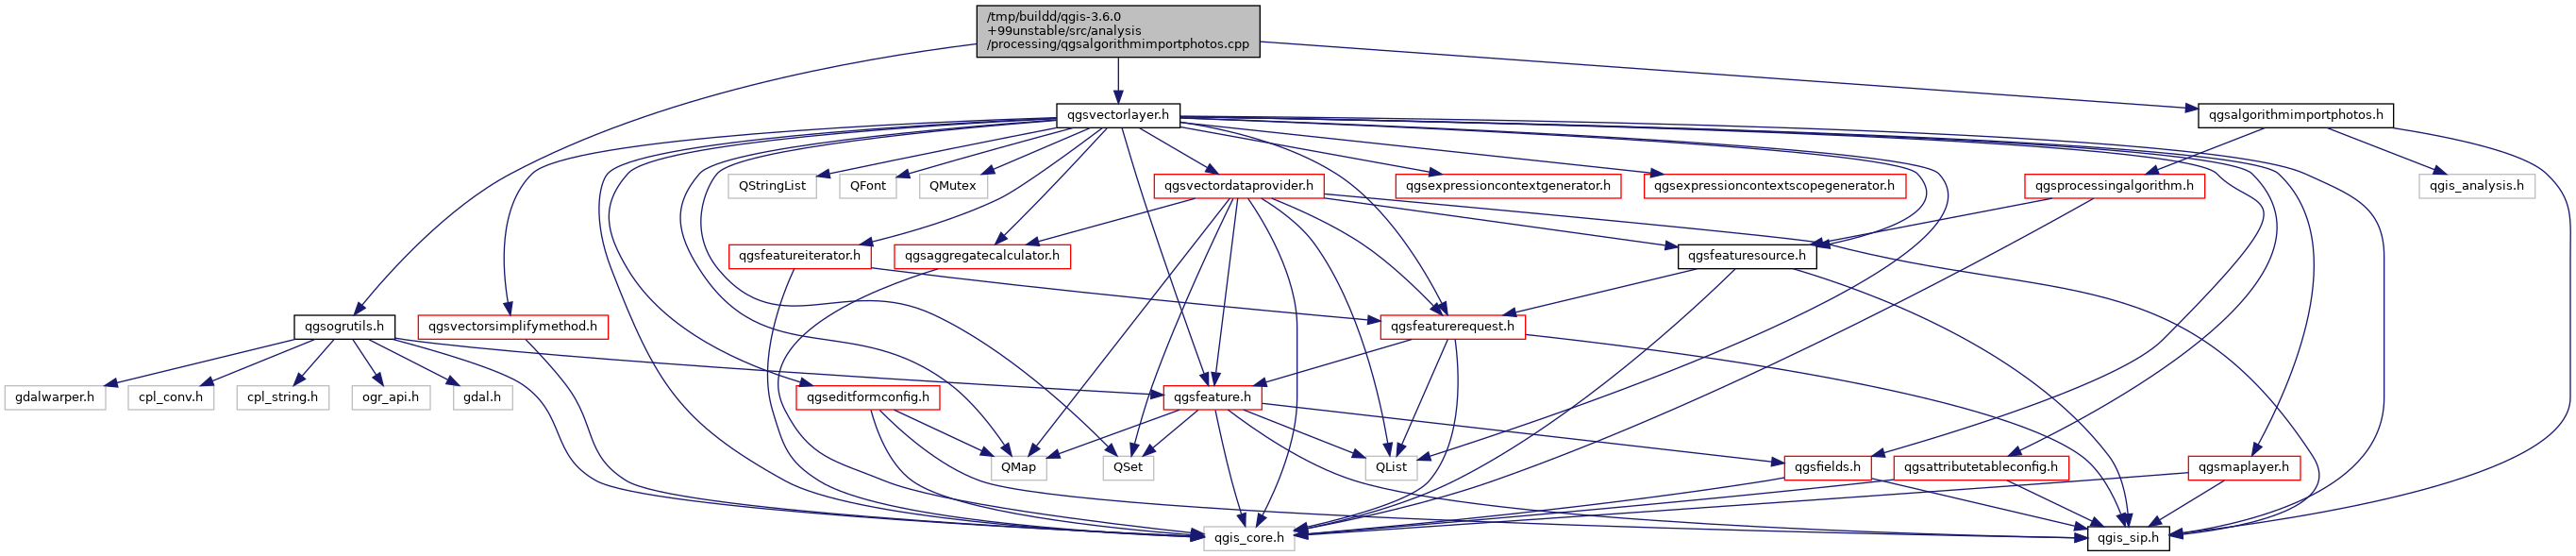 /tmp/buildd/qgis-3.6.0
+99unstable/src/analysis
/processing/qgsalgorithmimportphotos.cpp
qgsvectorlayer.h
qgsalgorithmimportphotos.h
QStringList
QFont
QMutex
qgsvectordataprovider.h
qgsexpressioncontextgenerator.h
qgsexpressioncontextscopegenerator.h
qgsprocessingalgorithm.h
qgis_analysis.h
qgsfeatureiterator.h
qgsaggregatecalculator.h
qgsfeaturesource.h
qgsogrutils.h
qgsvectorsimplifymethod.h
qgsfeaturerequest.h
gdalwarper.h
cpl_conv.h
cpl_string.h
ogr_api.h
gdal.h
qgseditformconfig.h
qgsfeature.h
QMap
QSet
QList
qgsfields.h
qgsattributetableconfig.h
qgsmaplayer.h
qgis_core.h
qgis_sip.h